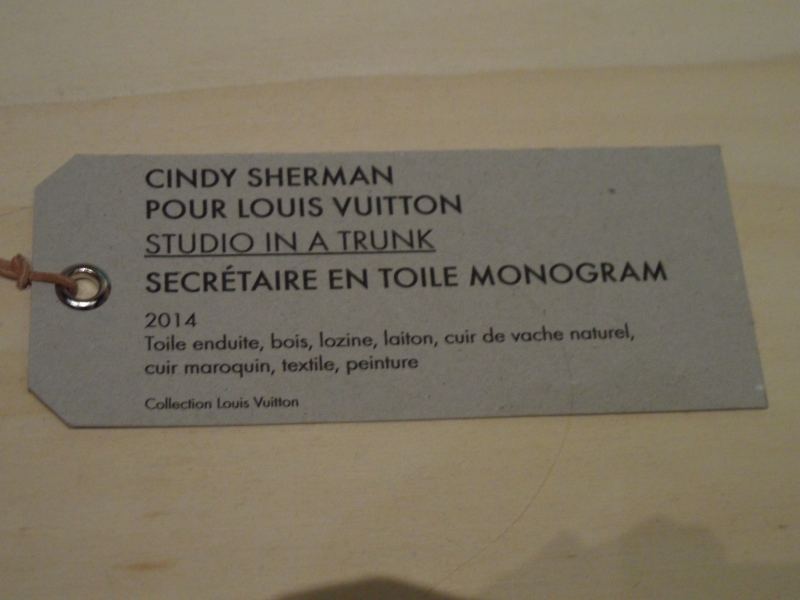 CINDY SHERMAN
POUR LOUIS VUITTON
STUDIO IN A TRUNK
SECRÉTAIRE EN TOILE MONOGRAM
2014
Toile enduite, bois, lozine, laiton, cuir de vache naturel,
cuir maroquin, textile, peinture
Collection Louis Vuitton